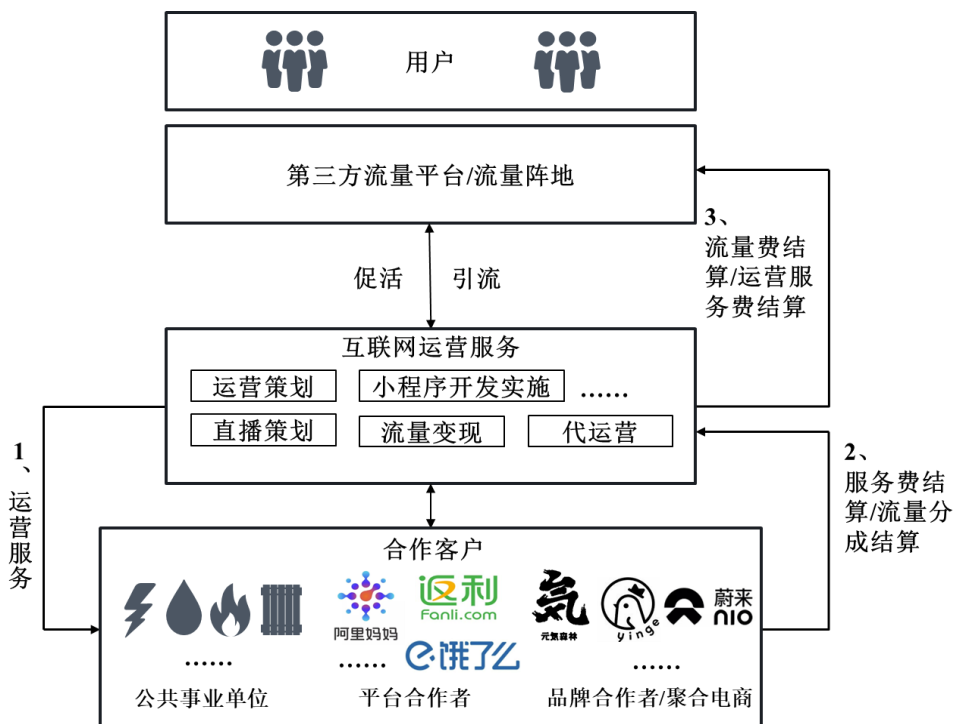 用户
第三方流量平台/流量阵地
促活
引流
3、
流量费结
算/运营服
务费结算
互联网运营服务
运营策划
小程序开发实施
......
直播策划
流量变现
代运营
1、
运营服务
2、
服务费结
算/流量分
成结算
合作客户
阿里妈妈
返利
Fanli.com
饿了么
気
元気森林
yinge
蔚来
NIO
......
......
......
公共事业单位
平台合作者
品牌合作者/聚合电商